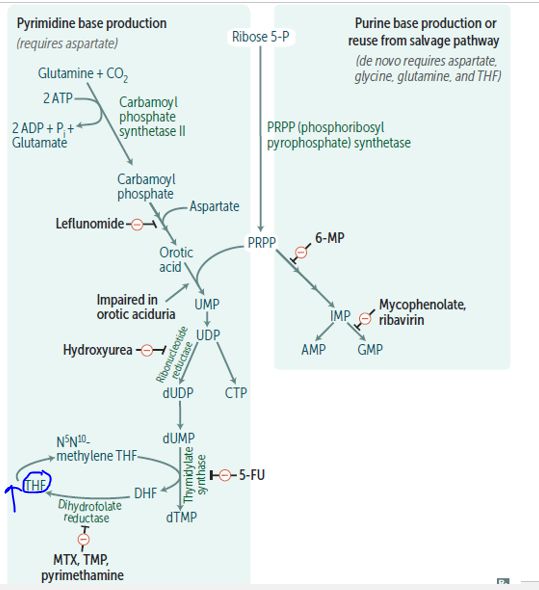 Pyrimidine base production
(requires aspartate)
Ribose 5-P
Purine base production or
reuse from salvage pathway
(de novo requires aspartate,
glycine, glutamine, and THF)
Glutamine + CO₂
2 ATP
Carbamoyl
phosphate
synthetase II
2 ADP + Pᵢ +
Glutamate
PRPP (phosphoribosyl
pyrophosphate) synthetase
Carbamoyl
phosphate
Aspartate
Leflunomide
Orotic
acid
PRPP
6-MP
Impaired in
orotic aciduria
UMP
IMP
Mycophenolate,
ribavirin
AMP
GMP
UDP
Hydroxyurea
Ribonucleotide
reductase
dUDP
CTP
dUMP
N⁵N¹⁰-
methylene THF
Thymidylate
synthase
5-FU
THF
DHF
Dihydrofolate
reductase
dTMP
MTX, TMP,
pyrimethamine